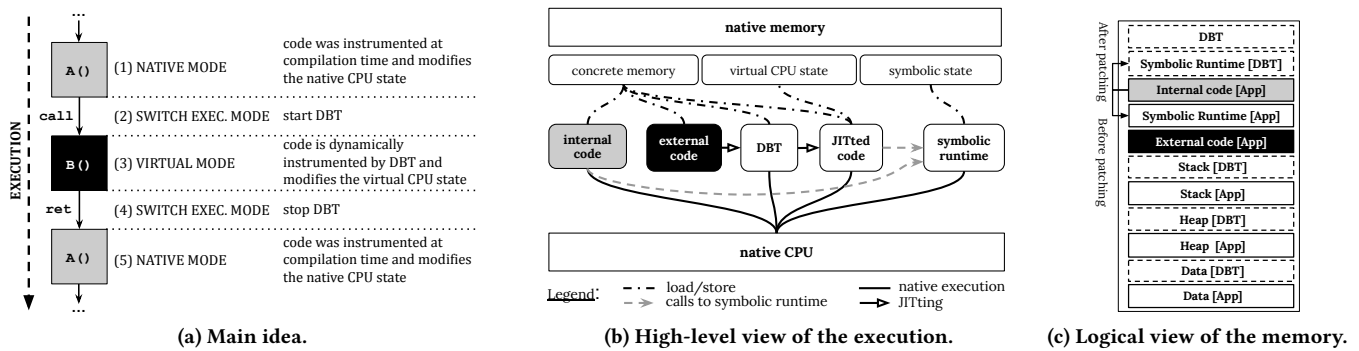 ...
A()
(1) NATIVE MODE
code was instrumented at
compilation time and modifies
the native CPU state
call
(2) SWITCH EXEC. MODE
start DBT
EXECUTION
B()
(3) VIRTUAL MODE
code is dynamically
instrumented by DBT and
modifies the virtual CPU state
ret
(4) SWITCH EXEC. MODE
stop DBT
A()
(5) NATIVE MODE
code was instrumented at
compilation time and modifies
the native CPU state
...
(a) Main idea.
native memory
concrete memory
virtual CPU state
symbolic state
internal
code
external
code
DBT
JITted
code
symbolic
runtime
native CPU
Legend:
load/store
native execution
calls to symbolic runtime
JITting
(b) High-level view of the execution.
After patching
Before patching
DBT
Symbolic Runtime [DBT]
Internal code [App]
Symbolic Runtime [App]
External code [App]
Stack [DBT]
Stack [App]
Heap [DBT]
Heap [App]
Data [DBT]
Data [App]
(c) Logical view of the memory.